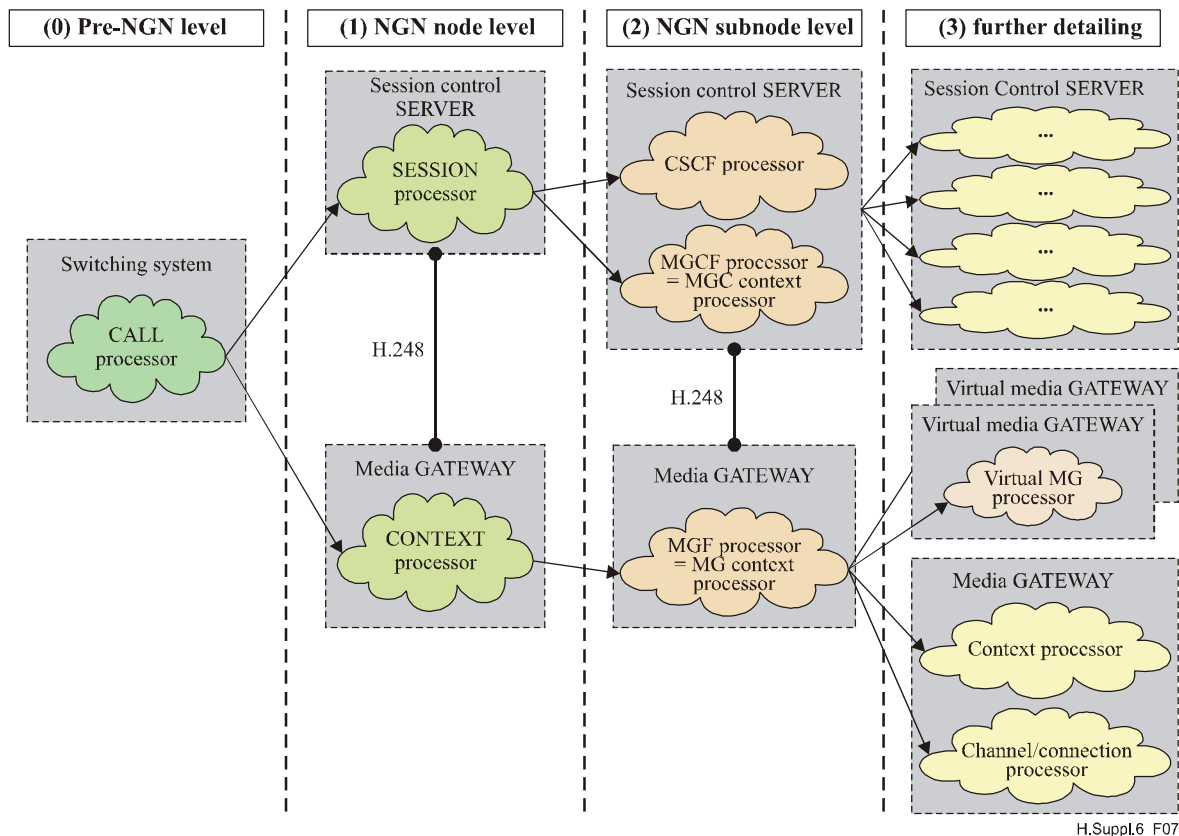 (0) Pre-NGN level
(1) NGN node level
(2) NGN subnode level
(3) further detailing
Switching system
CALL
processor
Session control
SERVER
SESSION
processor
H.248
Media GATEWAY
CONTEXT
processor
Session control SERVER
CSCF processor
MGCF processor
= MGC context
processor
H.248
Media GATEWAY
MGF processor
= MG context
processor
Session Control SERVER
...
...
...
...
Virtual media GATEWAY
Virtual media GATEWAY
Virtual MG
processor
Media GATEWAY
Context processor
Channel/connection
processor
H.Suppl.6_F07